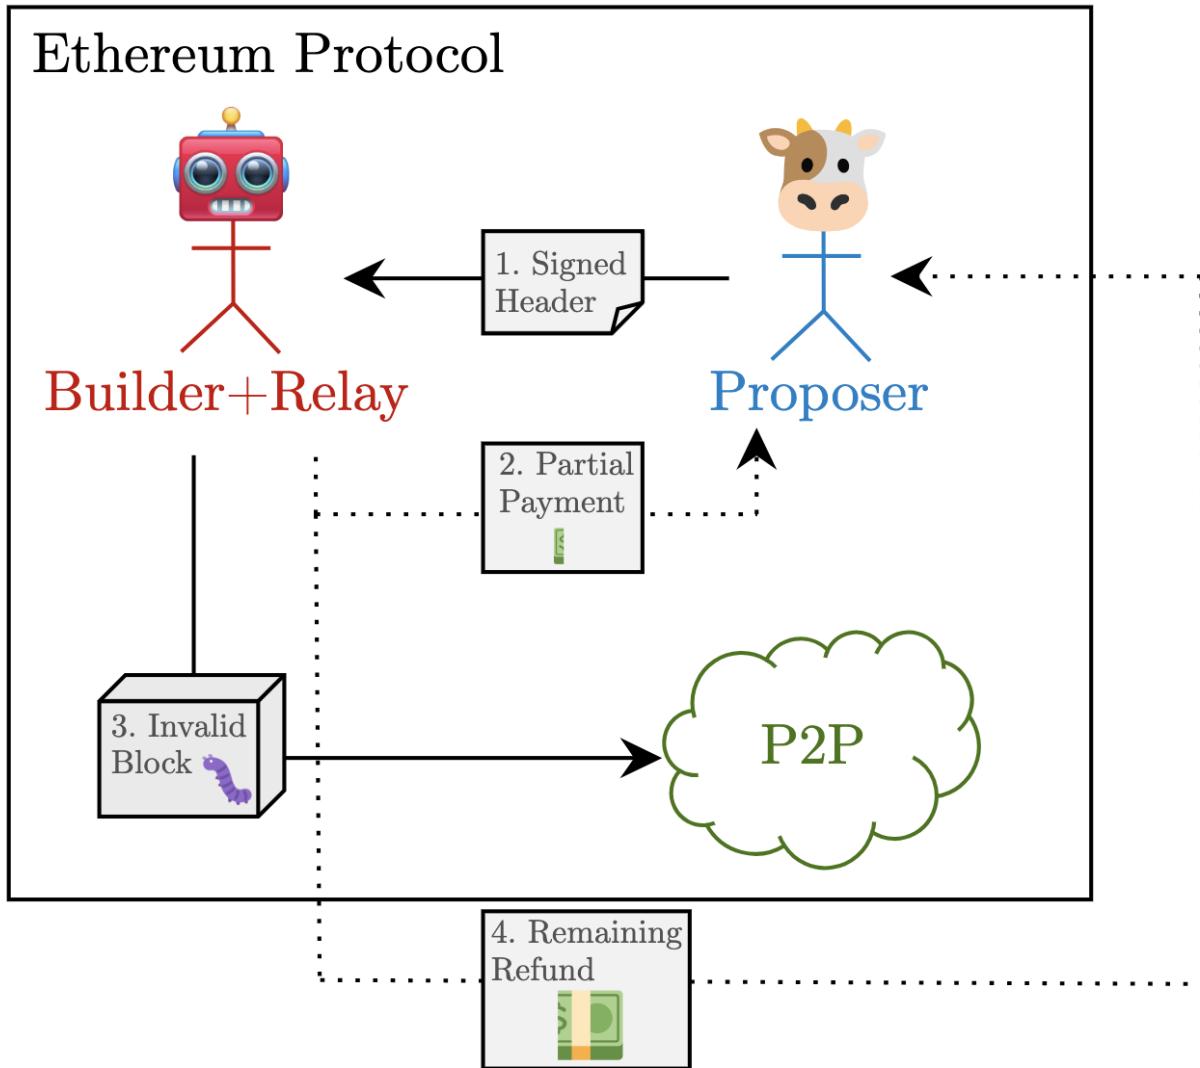 Ethereum Protocol
1. Signed
Header
Builder+Relay
Proposer
2. Partial
Payment
3. Invalid
Block
P2P
4. Remaining
Refund